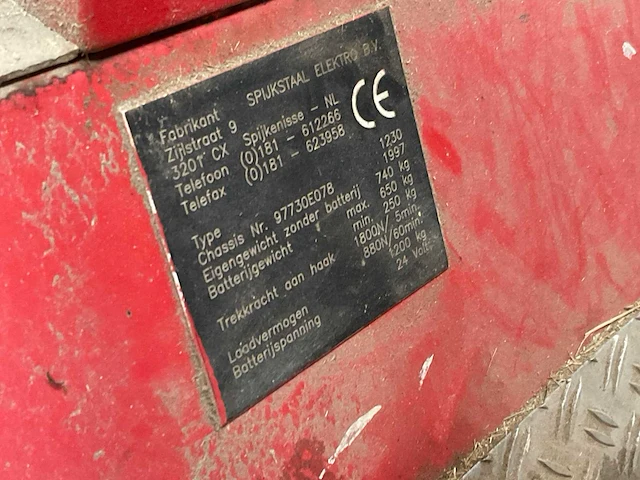 Fabrikant SPIJKSTAAL ELEKTRO B.V.
Zijlstraat 9
3201 CX Spijkenisse - NL
Telefoon (0)181 - 612266
Telefax (0)181 - 623958
CE
Type 1230
Chassis Nr. 97730E078 1997
Eigengewicht zonder batterij 740 kg
Batterijgewicht max. 650 kg
min. 250 kg
Trekkracht aan haak 1800N/ 5min.
880N/60min.
Laadvermogen 1200 kg
Batterijspanning 24 Volt